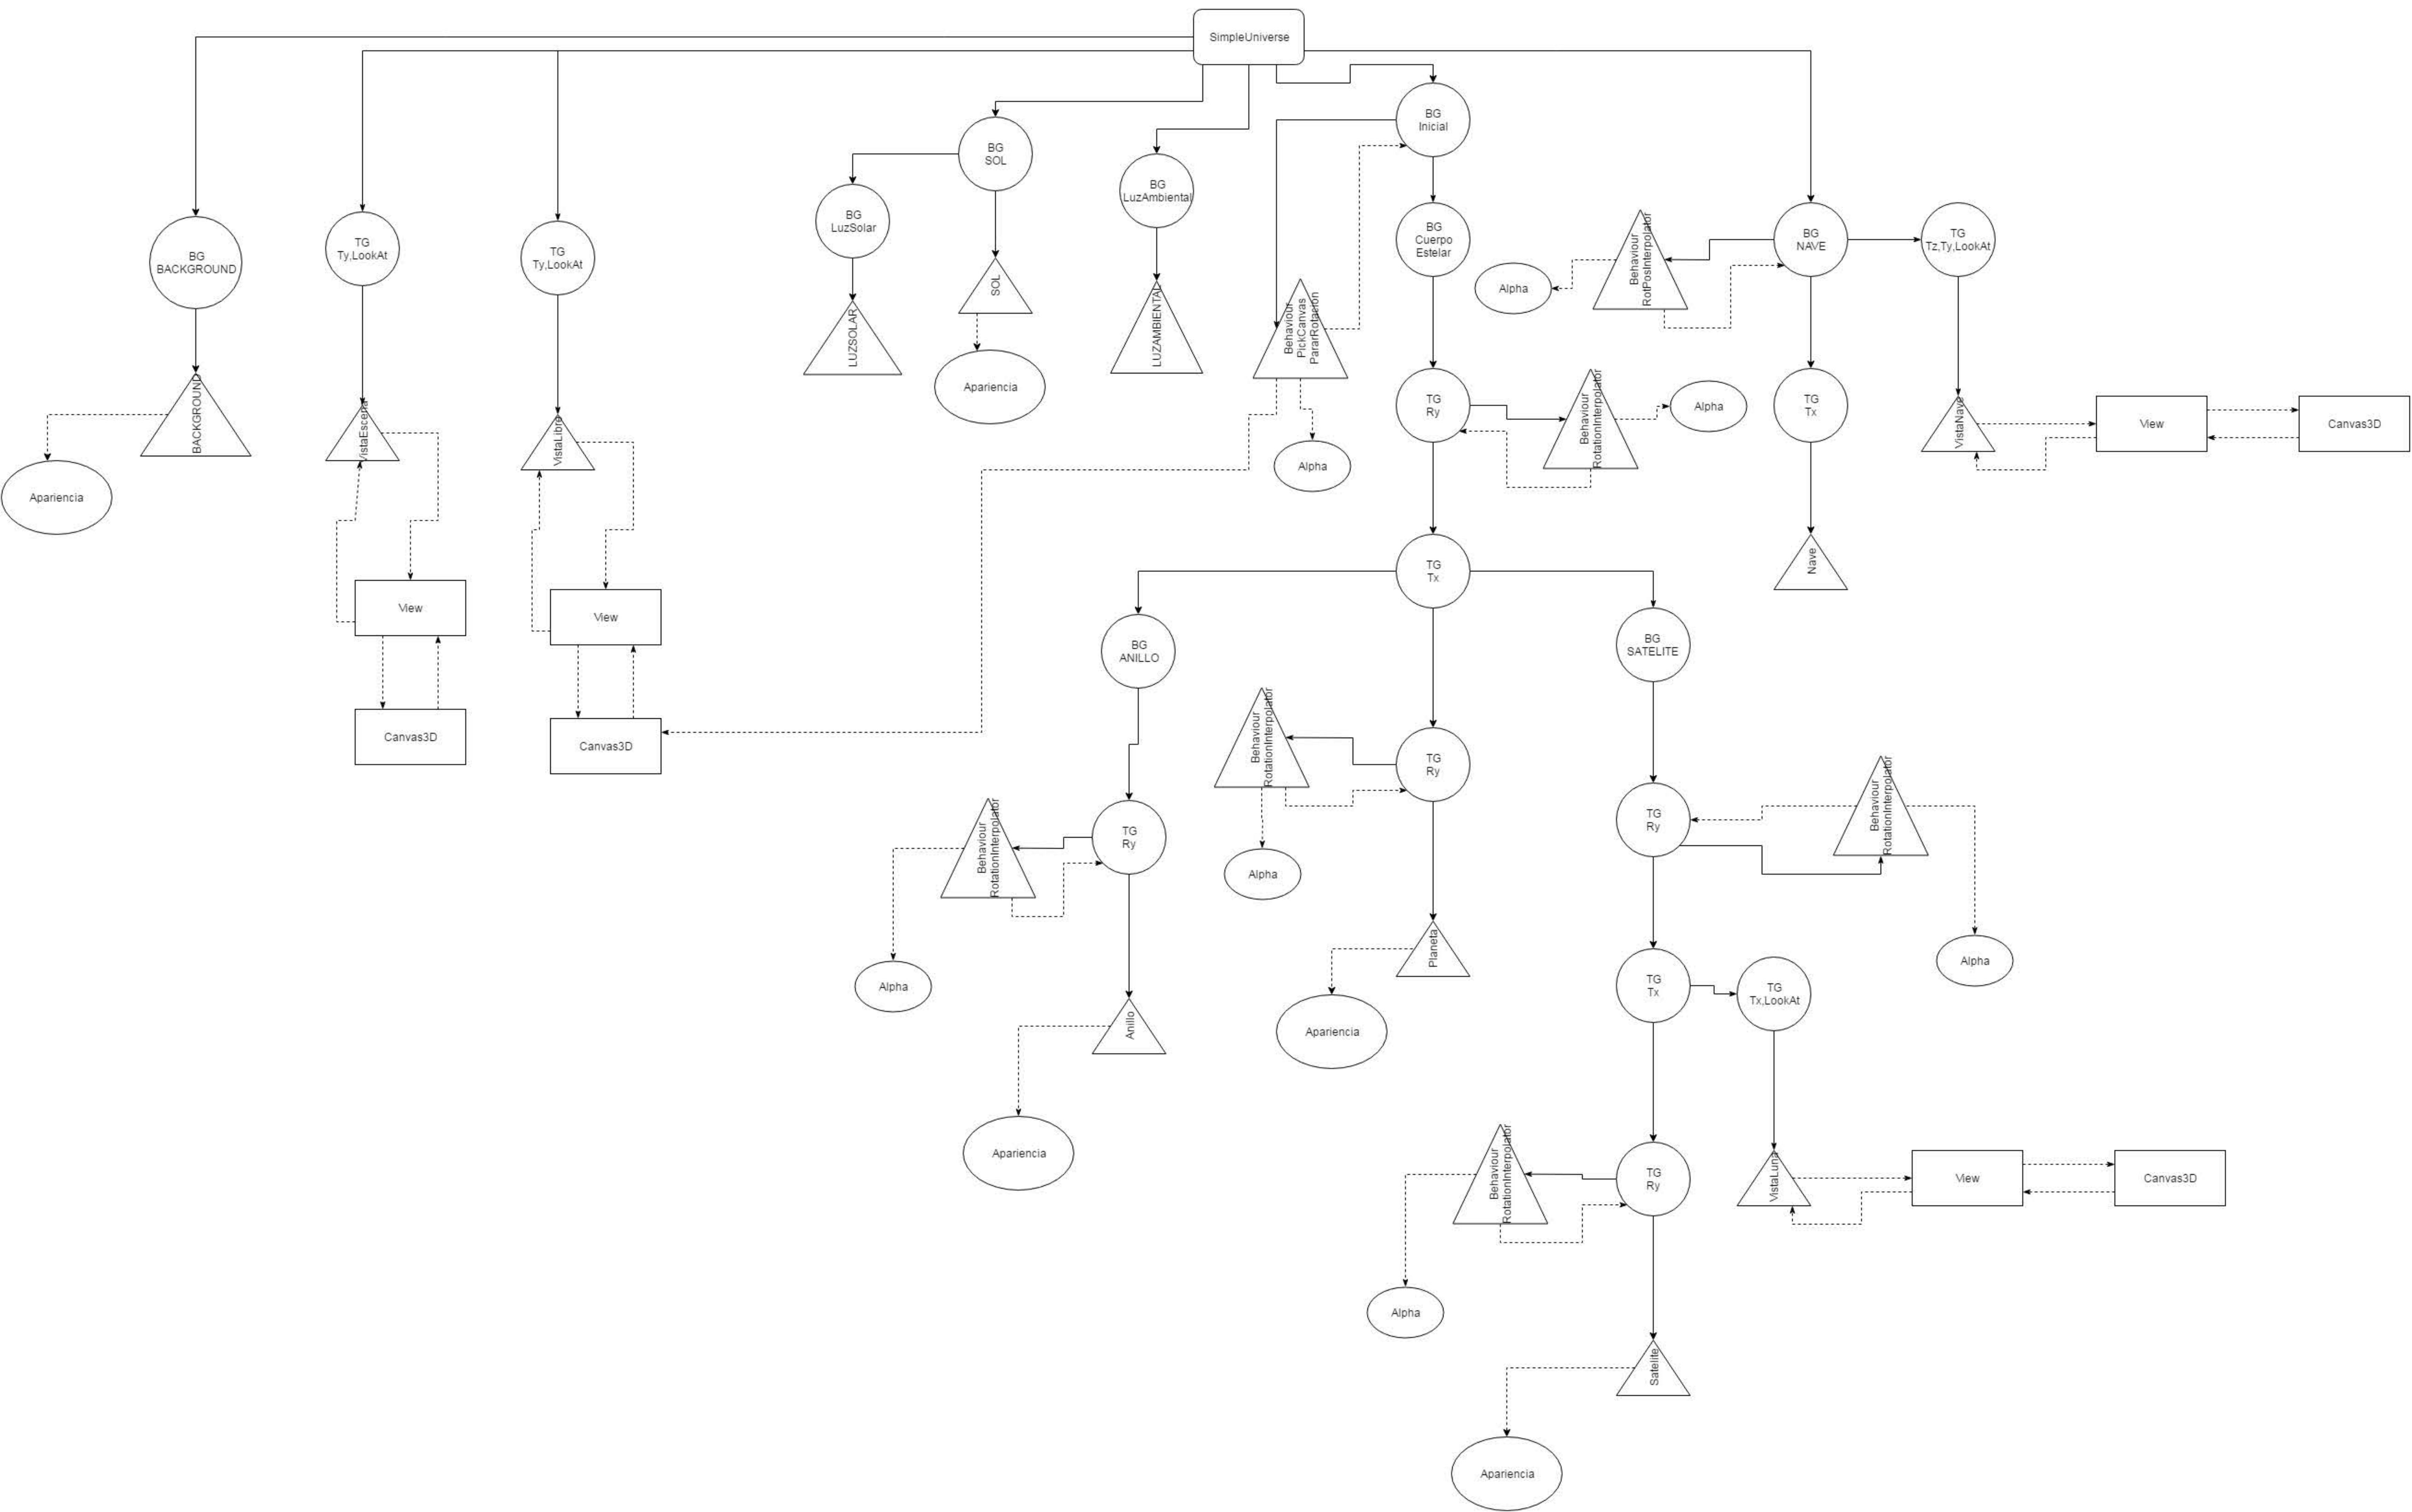 SimpleUniverse
BG
Inicial
BG
SOL
BG
LuzAmbiental
BG
LuzSolar
BG
BACKGROUND
TG
Ty,LookAt
TG
Ty,LookAt
BG
Cuerpo
Estelar
BG
NAVE
TG
Tz,Ty,LookAt
Behaviour
RotPosInterpolator
Alpha
SOL
LUZSOLAR
LUZAMBIENTAL
Behaviour
PickCanvas
PararRotacion
Apariencia
BACKGROUND
VistaEscena
VistaLibre
TG
Ry
Behaviour
RotationInterpolator
Alpha
TG
Tx
VistaNave
View
Canvas3D
Alpha
Apariencia
TG
Tx
Nave
View
View
BG
ANILLO
BG
SATELITE
Canvas3D
Canvas3D
Behaviour
RotationInterpolator
TG
Ry
Behaviour
RotationInterpolator
TG
Ry
TG
Ry
Behaviour
RotationInterpolator
Alpha
Planeta
Alpha
Alpha
TG
Tx
TG
Tx,LookAt
Anillo
Apariencia
Apariencia
Behaviour
RotationInterpolator
TG
Ry
VistaLuna
View
Canvas3D
Alpha
Satelite
Apariencia